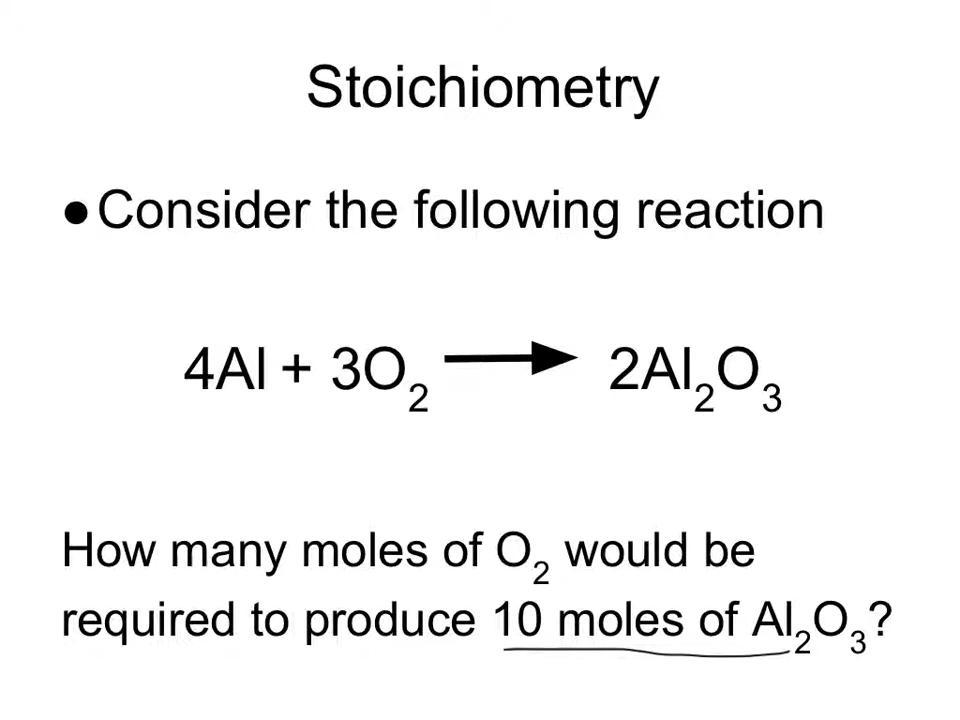 Stoichiometry
●Consider the following reaction
4Al + 3O₂ ⟶ 2Al₂O₃
How many moles of O₂ would be
required to produce 10 moles of Al₂O₃?